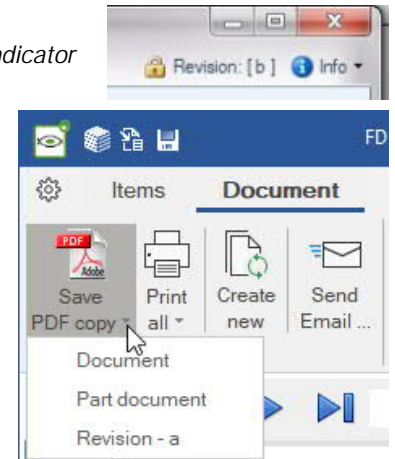 ndicator
Revision: [ b ] Info
FD
Items Document
PDF
Adobe
Save Print Create Send
PDF copy all new Email ...
Document
Part document
Revision - a